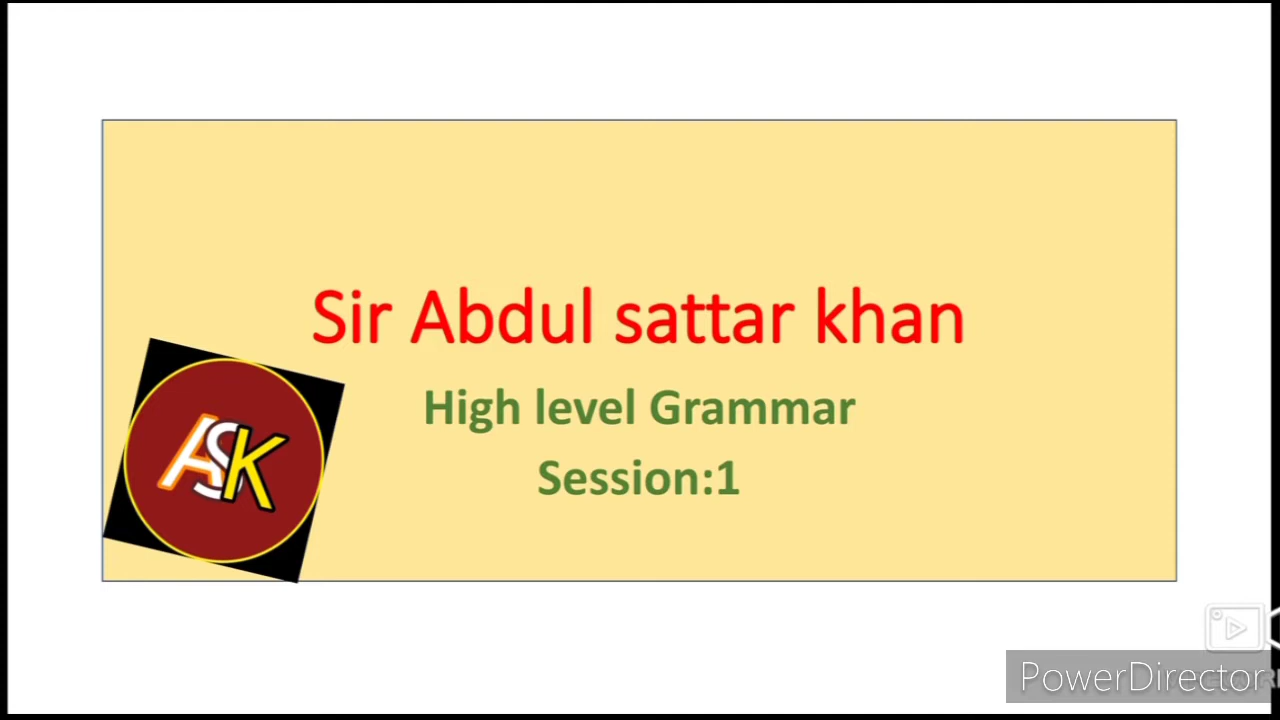 Sir Abdul sattar khan
High level Grammar
Session:1
ASK
PowerDirector